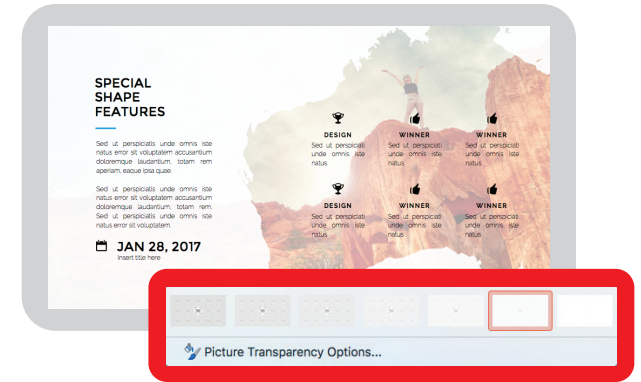 SPECIAL
SHAPE
FEATURES
Sed ut perspiciatis unde omnis iste
natus error sit voluptatem accusantium
doloremque laudantium, totam rem
aperiam, eaque ipsa quae.
Sed ut perspiciatis unde omnis iste
natus error sit voluptatem accusantium
doloremque laudantium, totam rem.
Sed ut perspiciatis unde omnis iste
natus error sit voluptatem.
JAN 28, 2017
Insert title here
DESIGN
Sed ut perspiciati
unde omnis iste
natus
WINNER
Sed ut perspiciati
unde omnis iste
natus
WINNER
Sed ut perspiciati
unde omnis iste
natus
DESIGN
Sed ut perspiciati
unde omnis iste
natus
WINNER
Sed ut perspiciati
unde omnis iste
natus
WINNER
Sed ut perspiciati
unde omnis iste
natus
Picture Transparency Options...